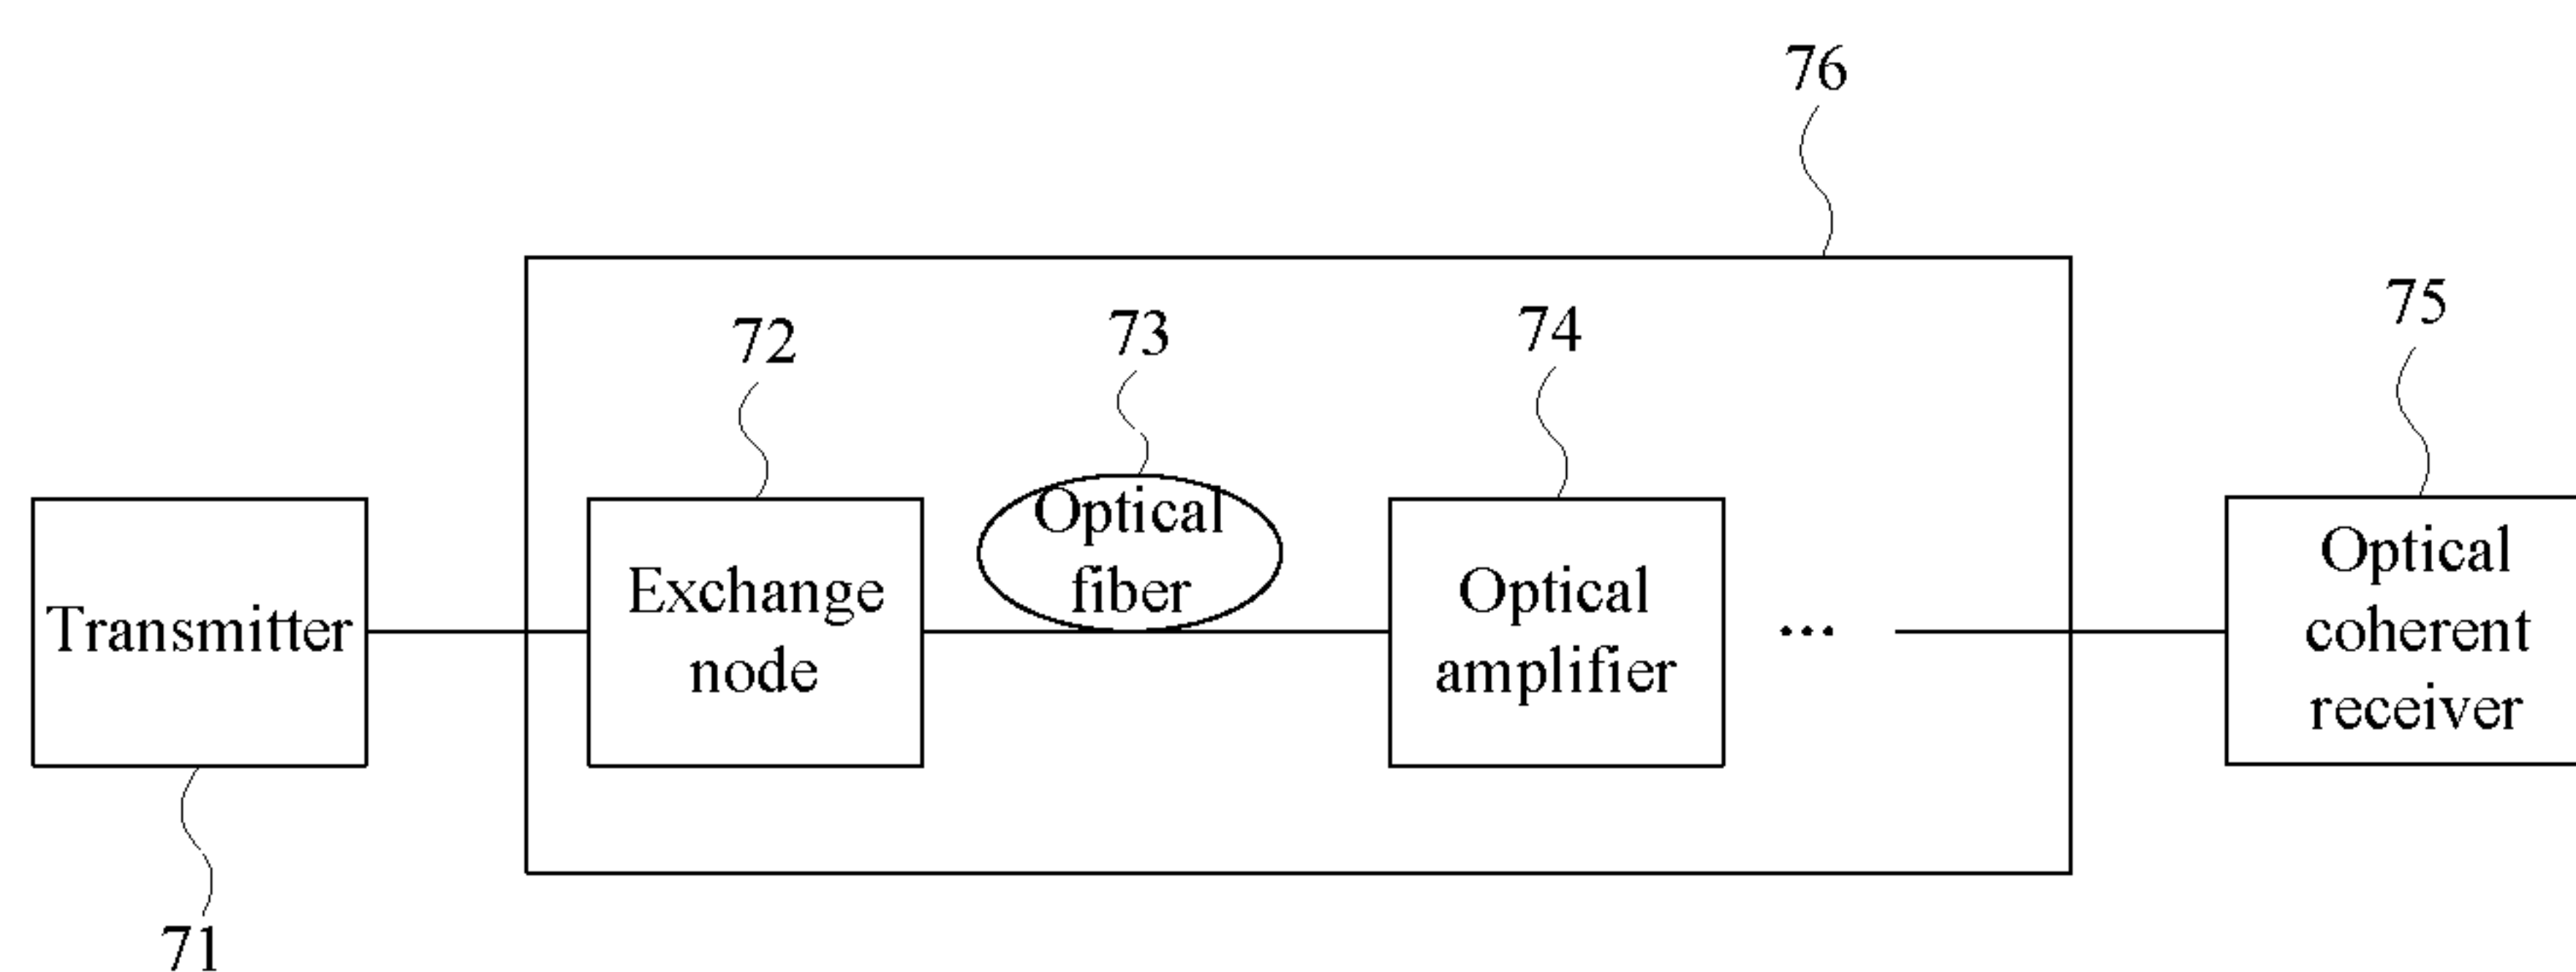 76
75
72
73
74
Transmitter
Exchange
node
Optical
fiber
Optical
amplifier
...
Optical
coherent
receiver
71